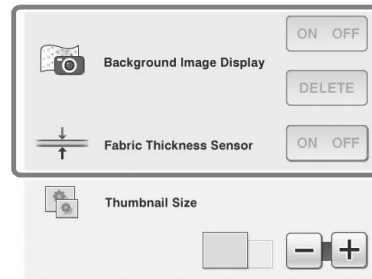 ON OFF
Background Image Display
DELETE
Fabric Thickness Sensor
ON OFF
Thumbnail Size
− +